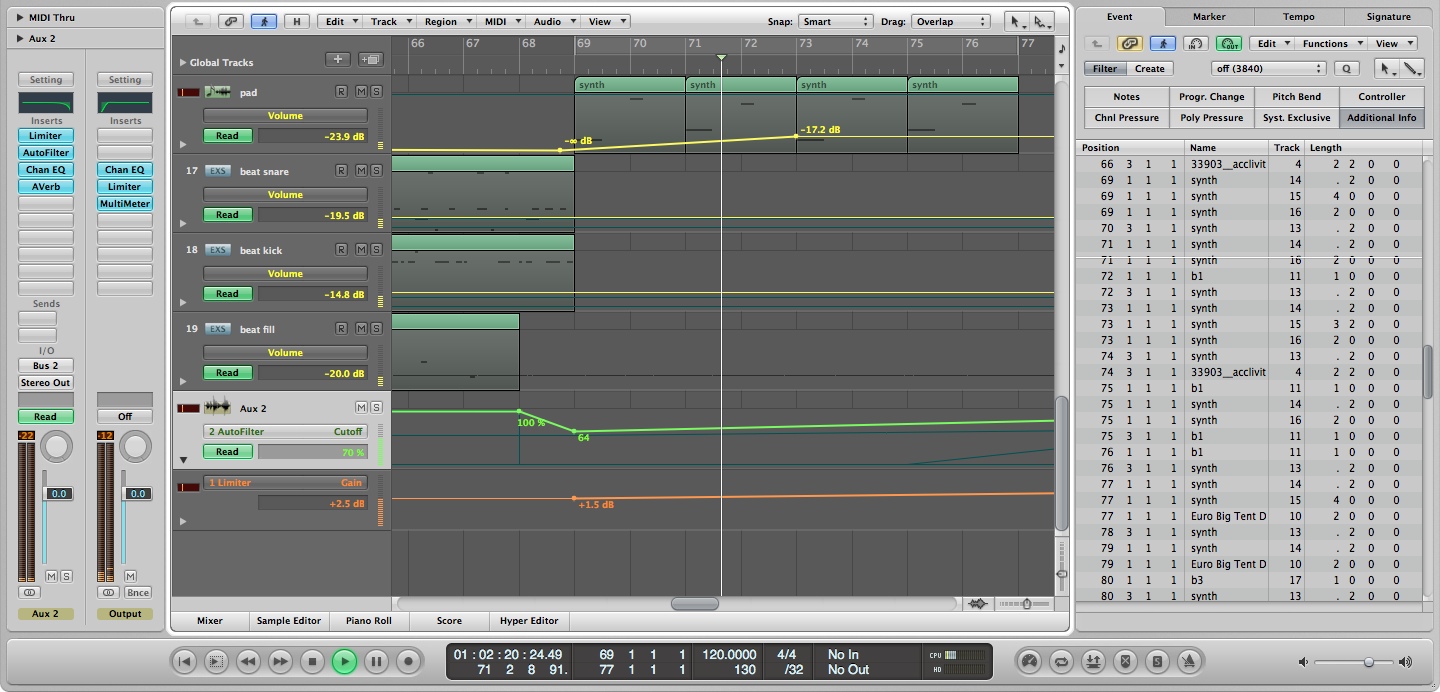 MIDI Thru
Aux 2
Setting Setting
Inserts Inserts
Limiter
AutoFilter
Chan EQ Chan EQ
AVerb Limiter
MultiMeter
Sends
I/O
Bus 2
Stereo Out
Read Off
-22 -12
0.0 0.0
M S M
Bnce
Aux 2 Output
H Edit Track Region MIDI Audio View Snap: Smart Drag: Overlap
66 67 68 69 70 71 72 73 74 75 76 77
Global Tracks
pad R M S
Volume
Read -23.9 dB
synth synth synth synth
-∞ dB -17.2 dB
17 EXS beat snare R M S
Volume
Read -19.5 dB
18 EXS beat kick R M S
Volume
Read -14.8 dB
19 EXS beat fill R M S
Volume
Read -20.0 dB
Aux 2 M S
2 AutoFilter Cutoff
Read 70 %
100 %
64
1 Limiter Gain
+2.5 dB
+1.5 dB
Mixer Sample Editor Piano Roll Score Hyper Editor
Event Marker Tempo Signature
IN OUT Edit Functions View
Filter Create off (3840) Q
Notes Progr. Change Pitch Bend Controller
Chnl Pressure Poly Pressure Syst. Exclusive Additional Info
Position Name Track Length
66 3 1 1 33903__acclivit 4 2 2 0 0
69 1 1 1 synth 14 . 2 0 0
69 1 1 1 synth 15 4 0 0 0
69 1 1 1 synth 16 2 0 0 0
70 3 1 1 synth 13 . 2 0 0
71 1 1 1 synth 14 . 2 0 0
71 1 1 1 synth 16 2 0 0 0
72 1 1 1 b1 11 1 0 0 0
72 3 1 1 synth 13 . 2 0 0
73 1 1 1 synth 14 . 2 0 0
73 1 1 1 synth 15 3 2 0 0
73 1 1 1 synth 16 2 0 0 0
74 3 1 1 synth 13 . 2 0 0
74 3 1 1 33903__acclivit 4 2 2 0 0
75 1 1 1 b1 11 1 0 0 0
75 1 1 1 synth 14 . 2 0 0
75 1 1 1 synth 16 2 0 0 0
75 3 1 1 b1 11 1 0 0 0
76 1 1 1 b1 11 1 0 0 0
76 3 1 1 synth 13 . 2 0 0
77 1 1 1 synth 14 . 2 0 0
77 1 1 1 synth 15 4 0 0 0
77 1 1 1 Euro Big Tent D 10 2 0 0 0
78 3 1 1 synth 13 . 2 0 0
79 1 1 1 synth 14 . 2 0 0
79 1 1 1 Euro Big Tent D 10 2 0 0 0
80 1 1 1 b3 17 1 0 0 0
80 3 1 1 synth 13 . 2 0 0
01 : 02 : 20 : 24.49 69 1 1 1 120.0000 4/4 No In CPU
71 2 8 91. 77 1 1 1 130 /32 No Out HD
S